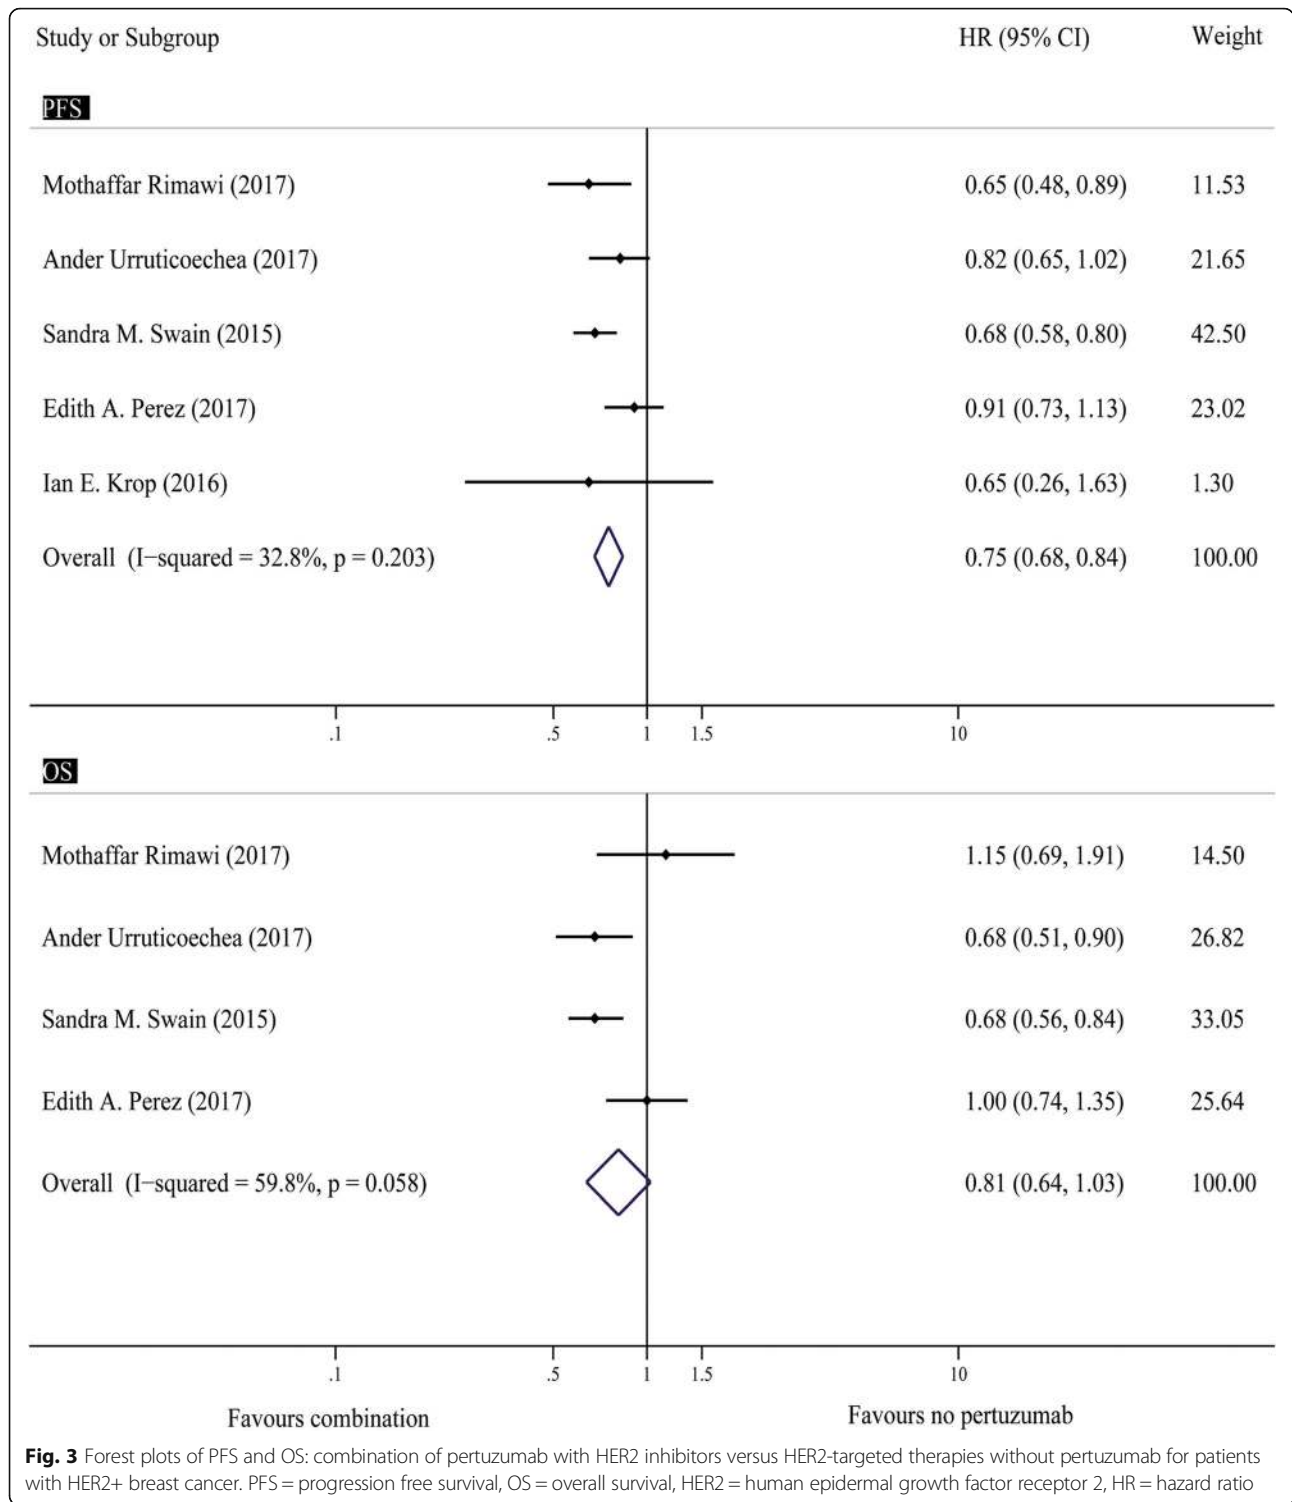 Study or Subgroup HR (95% CI) Weight
PFS
Mothaffar Rimawi (2017) 0.65 (0.48, 0.89) 11.53
Ander Urruticoechea (2017) 0.82 (0.65, 1.02) 21.65
Sandra M. Swain (2015) 0.68 (0.58, 0.80) 42.50
Edith A. Perez (2017) 0.91 (0.73, 1.13) 23.02
Ian E. Krop (2016) 0.65 (0.26, 1.63) 1.30
Overall (I−squared = 32.8%, p = 0.203) 0.75 (0.68, 0.84) 100.00
.1 .5 1 1.5 10
OS
Mothaffar Rimawi (2017) 1.15 (0.69, 1.91) 14.50
Ander Urruticoechea (2017) 0.68 (0.51, 0.90) 26.82
Sandra M. Swain (2015) 0.68 (0.56, 0.84) 33.05
Edith A. Perez (2017) 1.00 (0.74, 1.35) 25.64
Overall (I−squared = 59.8%, p = 0.058) 0.81 (0.64, 1.03) 100.00
.1 .5 1 1.5 10
Favours combination Favours no pertuzumab
Fig. 3 Forest plots of PFS and OS: combination of pertuzumab with HER2 inhibitors versus HER2-targeted therapies without pertuzumab for patients
with HER2+ breast cancer. PFS = progression free survival, OS = overall survival, HER2 = human epidermal growth factor receptor 2, HR = hazard ratio